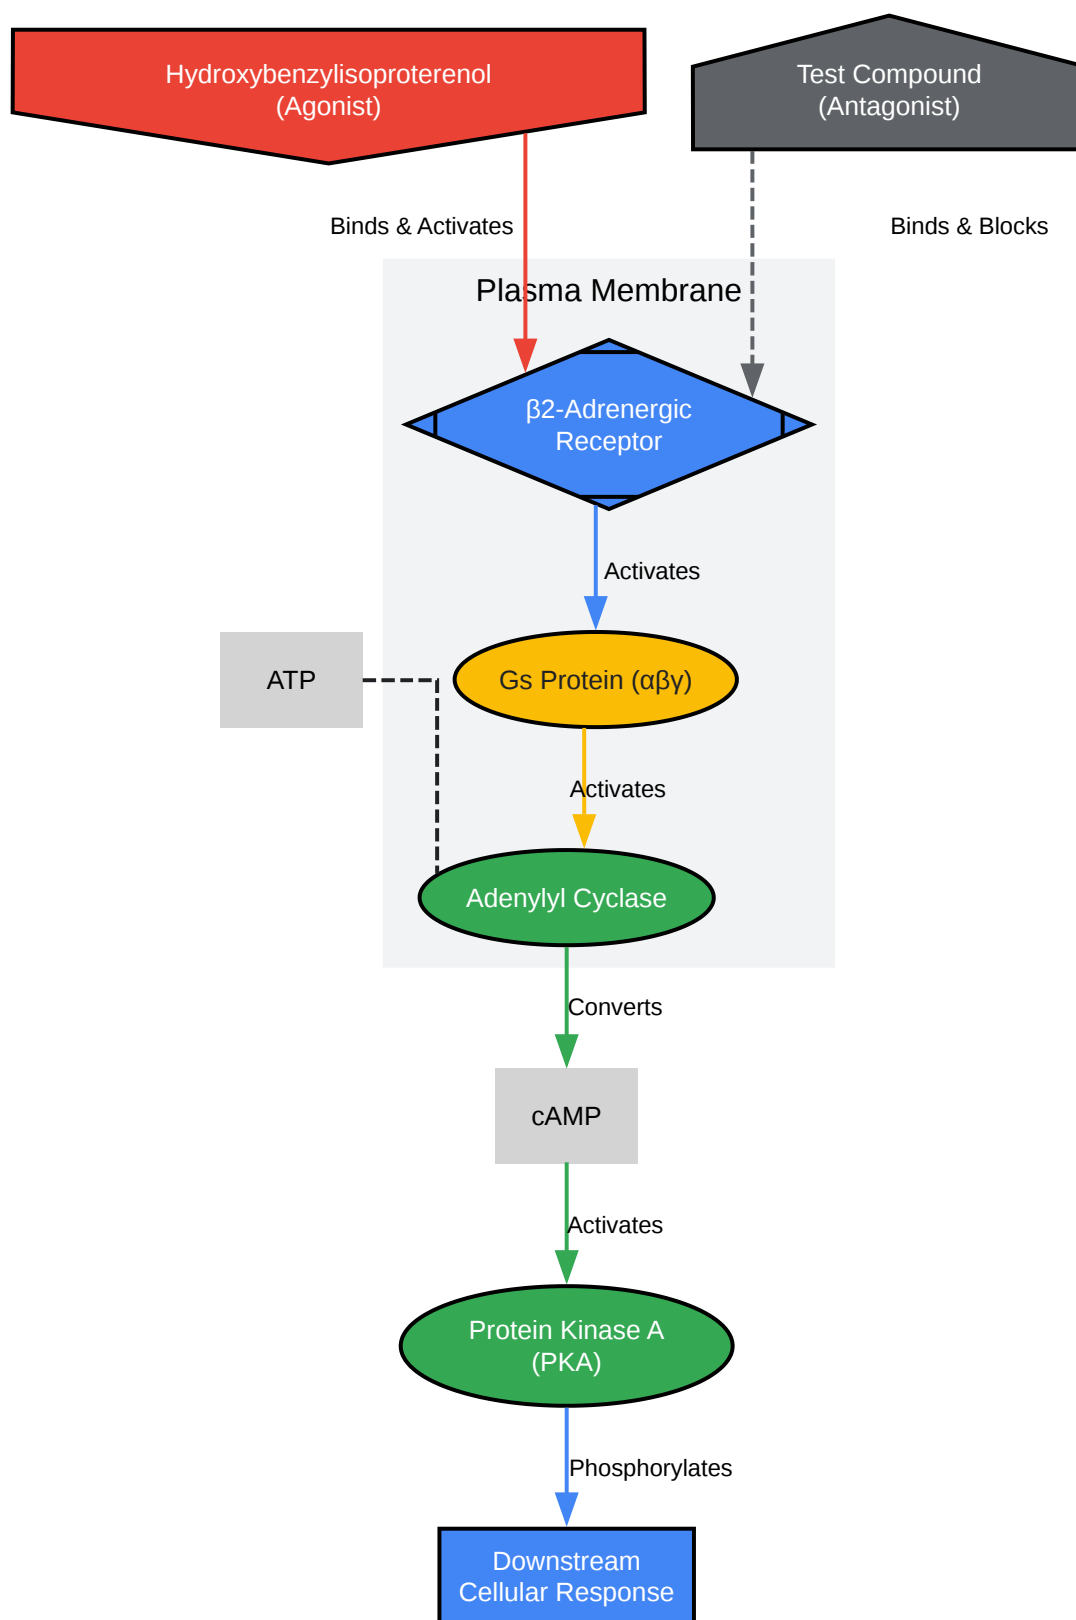 Hydroxybenzylisoproterenol
(Agonist)
Test Compound
(Antagonist)
Binds & Activates
Binds & Blocks
Plasma Membrane
β2-Adrenergic
Receptor
Activates
ATP
Gs Protein (αβγ)
Activates
Adenylyl Cyclase
Converts
cAMP
Activates
Protein Kinase A
(PKA)
Phosphorylates
Downstream
Cellular Response